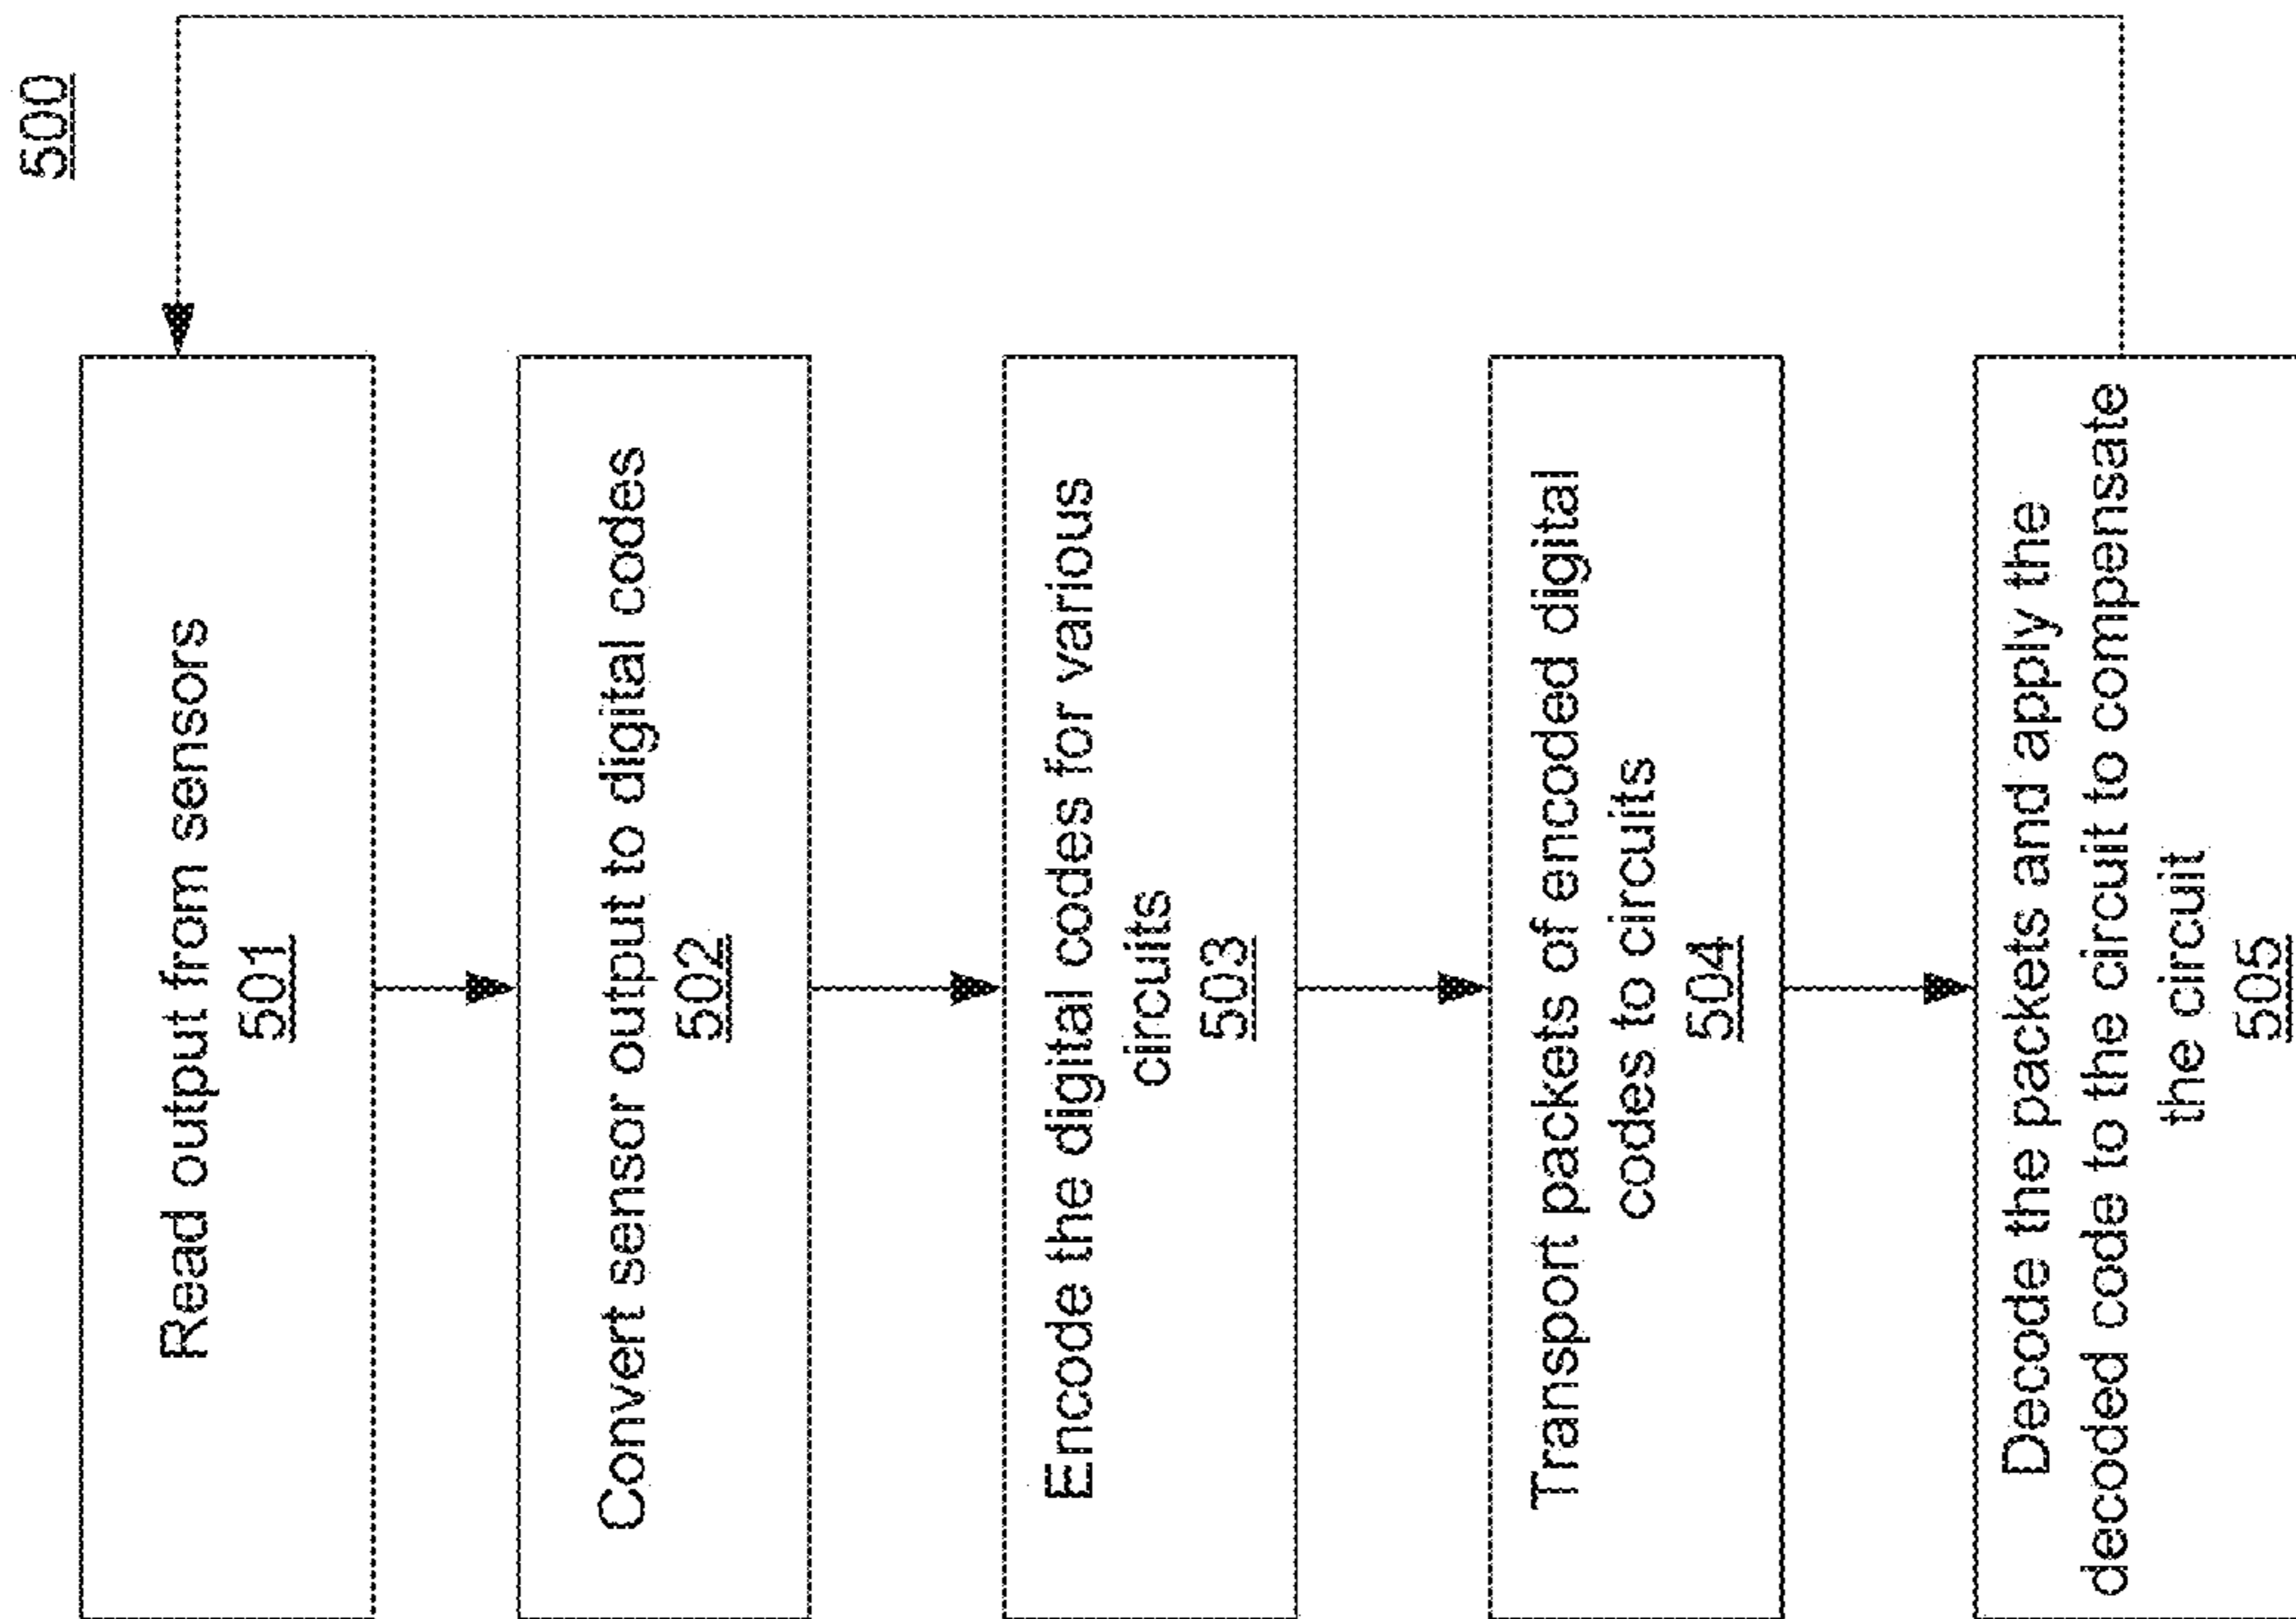 500
Read output from sensors
501
Convert sensor output to digital codes
502
Encode the digital codes for various
circuits
503
Transport packets of encoded digital
codes to circuits
504
Decode the packets and apply the
decoded code to the circuit to compensate
the circuit
505